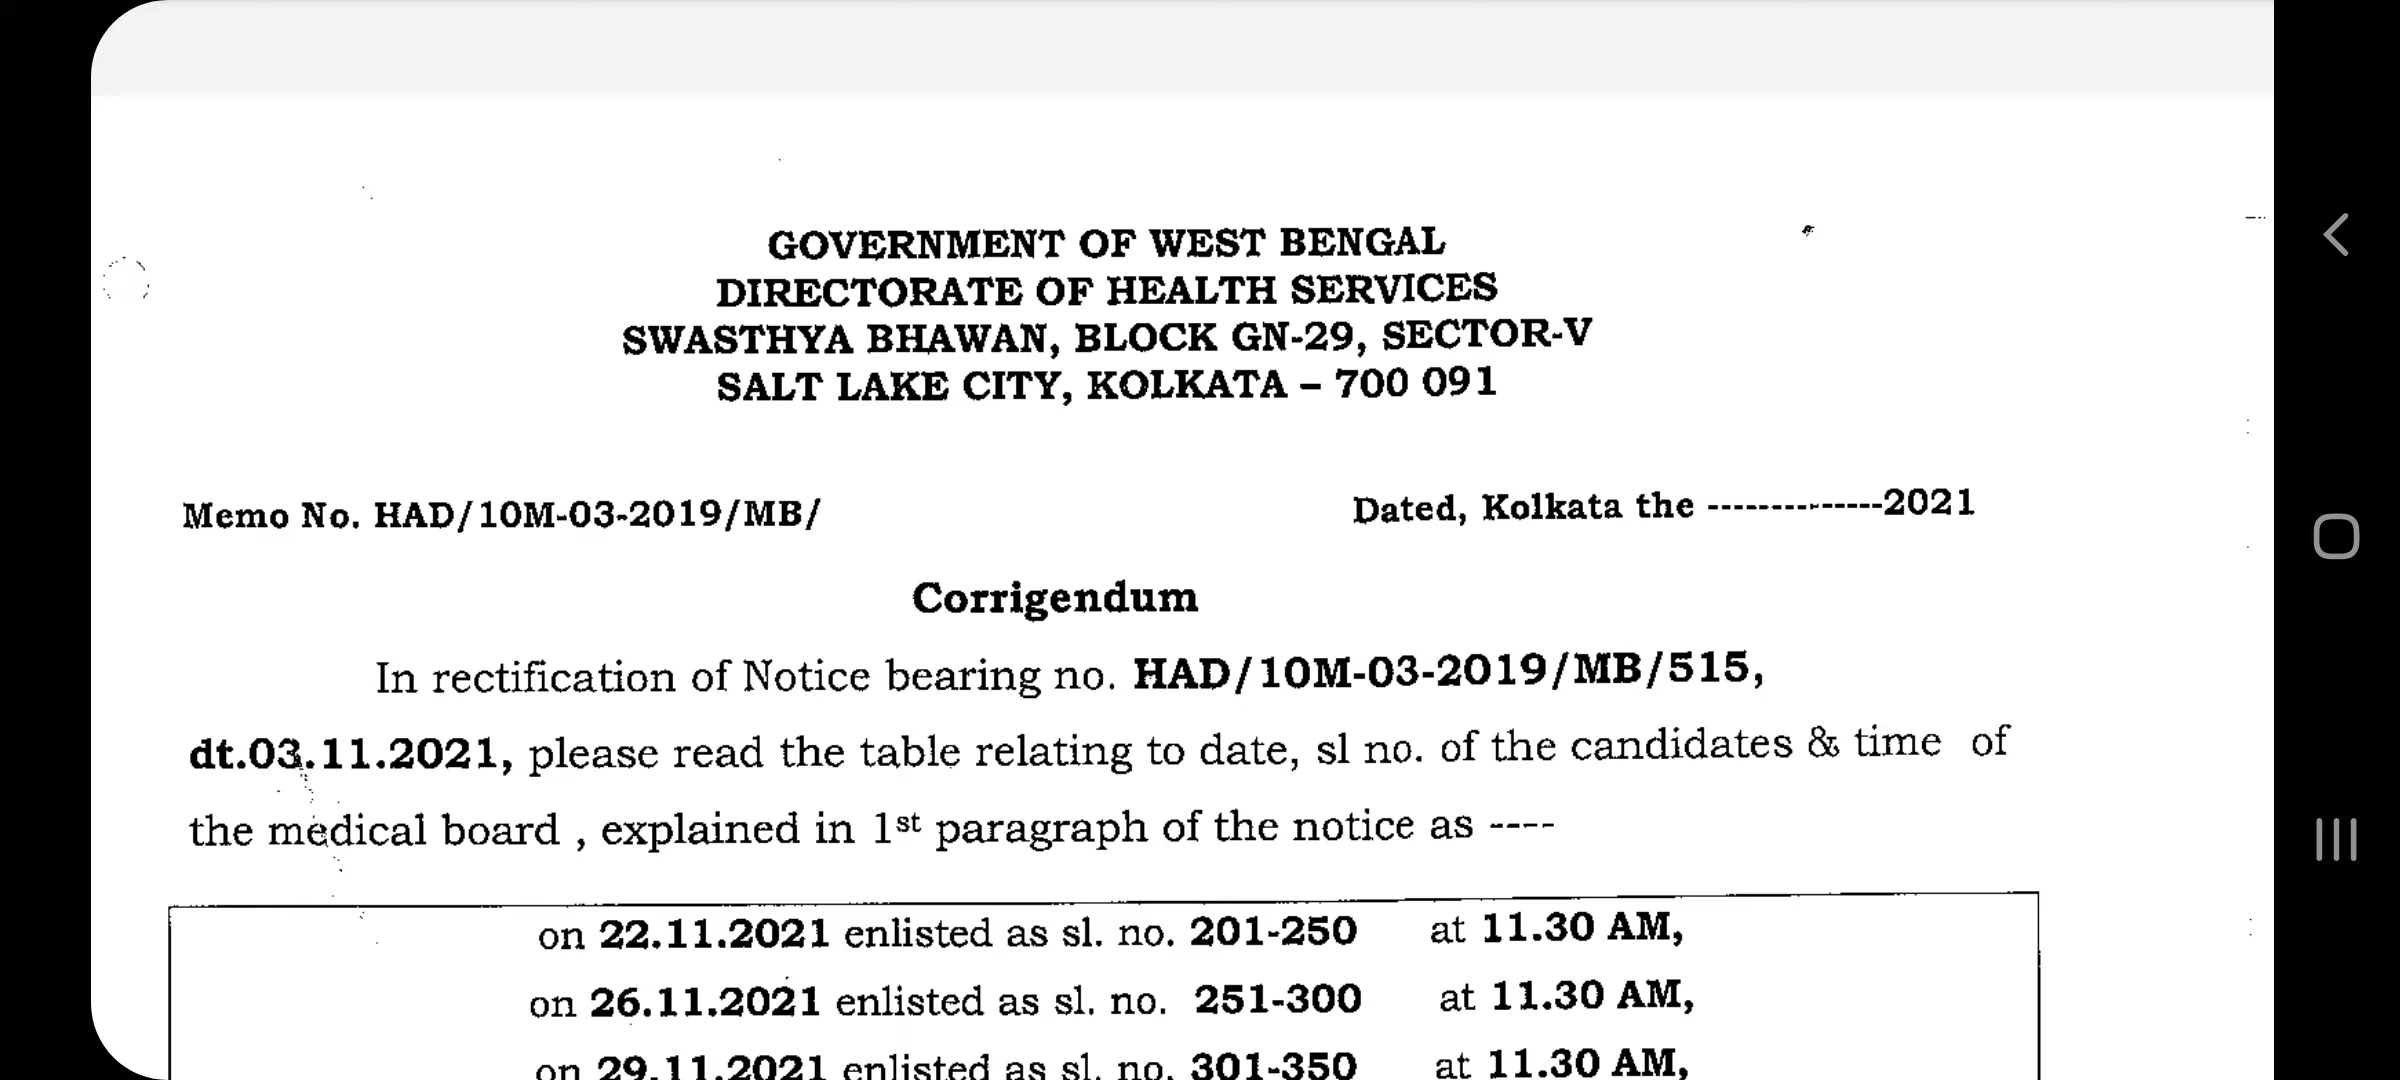 GOVERNMENT OF WEST BENGAL
DIRECTORATE OF HEALTH SERVICES
SWASTHYA BHAWAN, BLOCK GN-29, SECTOR-V
SALT LAKE CITY, KOLKATA – 700 091
Memo No. HAD/10M-03-2019/MB/ Dated, Kolkata the --------------2021
Corrigendum
In rectification of Notice bearing no. HAD/10M-03-2019/MB/515,
dt.03.11.2021, please read the table relating to date, sl no. of the candidates & time of
the medical board , explained in 1st paragraph of the notice as ----
on 22.11.2021 enlisted as sl. no. 201-250 at 11.30 AM,
on 26.11.2021 enlisted as sl. no. 251-300 at 11.30 AM,
on 29.11.2021 enlisted as sl. no. 301-350 at 11.30 AM,